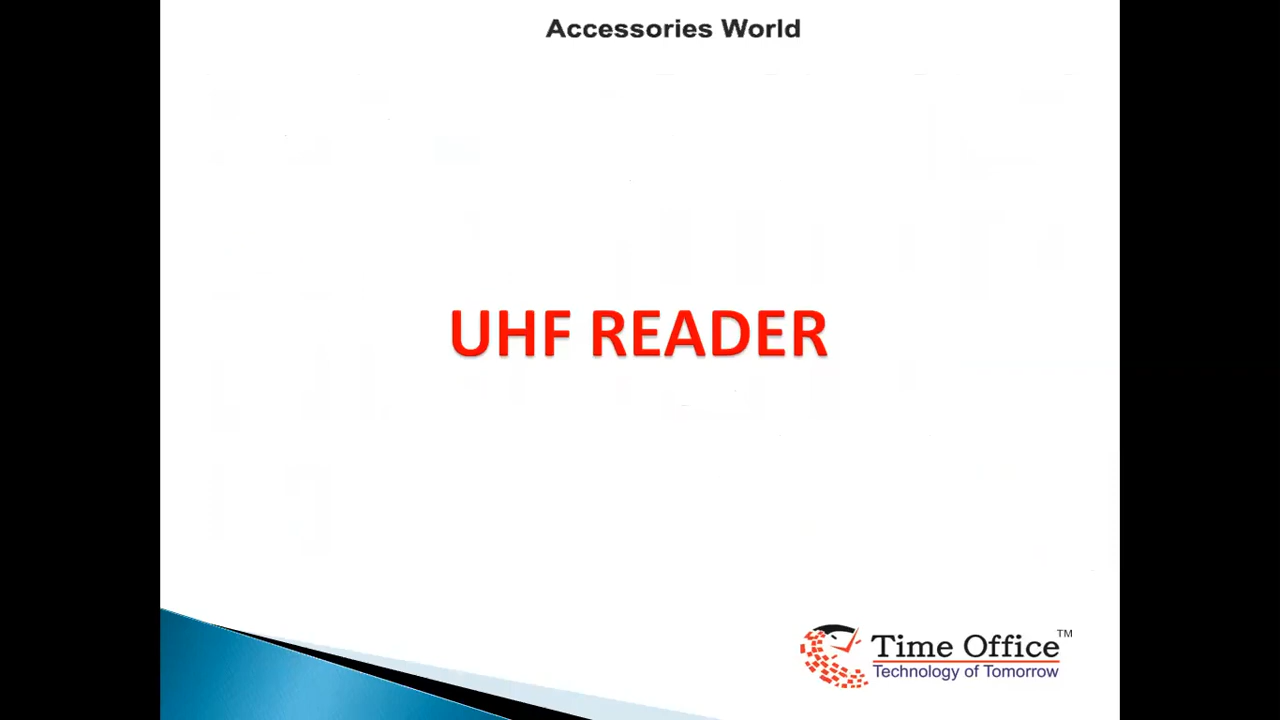 Accessories World
UHF READER
Time Office™
Technology of Tomorrow